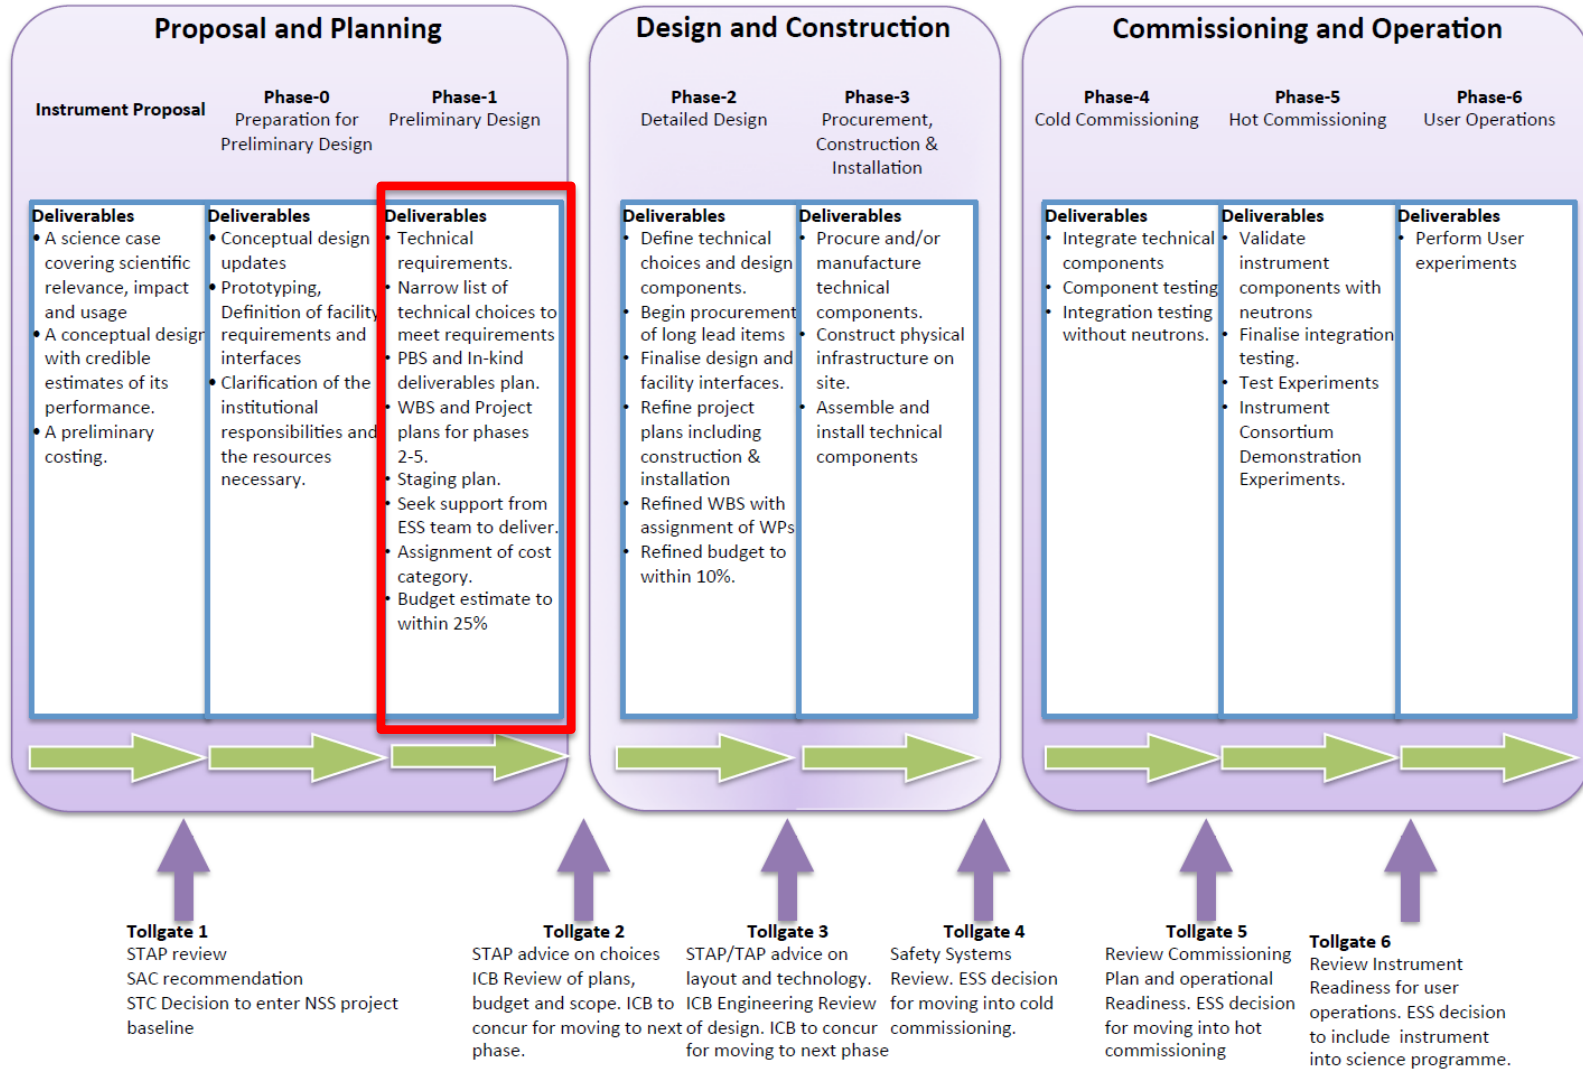 Proposal and Planning
Instrument Proposal
Phase-0
Preparation for
Preliminary Design
Phase-1
Preliminary Design
Deliverables
• A science case
covering scientific
relevance, impact
and usage
• A conceptual design
with credible
estimates of its
performance.
• A preliminary
costing.
Deliverables
• Conceptual design
updates
• Prototyping,
Definition of facility
requirements and
interfaces
• Clarification of the
institutional
responsibilities and
the resources
necessary.
Deliverables
• Technical
requirements.
• Narrow list of
technical choices to
meet requirements
• PBS and In-kind
deliverables plan.
• WBS and Project
plans for phases
2-5.
• Staging plan.
• Seek support from
ESS team to deliver.
• Assignment of cost
category.
• Budget estimate to
within 25%
Design and Construction
Phase-2
Detailed Design
Phase-3
Procurement,
Construction &
Installation
Deliverables
• Define technical
choices and design
components.
• Begin procurement
of long lead items
• Finalise design and
facility interfaces.
• Refine project
plans including
construction &
installation
• Refined WBS with
assignment of WPs
• Refined budget to
within 10%.
Deliverables
• Procure and/or
manufacture
technical
components.
• Construct physical
infrastructure on
site.
• Assemble and
install technical
components
Commissioning and Operation
Phase-4
Cold Commissioning
Phase-5
Hot Commissioning
Phase-6
User Operations
Deliverables
• Integrate technical
components
• Component testing
• Integration testing
without neutrons.
Deliverables
• Validate
instrument
components with
neutrons
• Finalise integration
testing.
• Test Experiments
• Instrument
Consortium
Demonstration
Experiments.
Deliverables
• Perform User
experiments
Tollgate 1
STAP review
SAC recommendation
STC Decision to enter NSS project
baseline
Tollgate 2
STAP advice on choices
ICB Review of plans,
budget and scope. ICB to
concur for moving to next
phase.
Tollgate 3
STAP/TAP advice on
layout and technology.
ICB Engineering Review
of design. ICB to concur
for moving to next phase
Tollgate 4
Safety Systems
Review. ESS decision
for moving into cold
commissioning.
Tollgate 5
Review Commissioning
Plan and operational
Readiness. ESS decision
for moving into hot
commissioning
Tollgate 6
Review Instrument
Readiness for user
operations. ESS decision
to include instrument
into science programme.